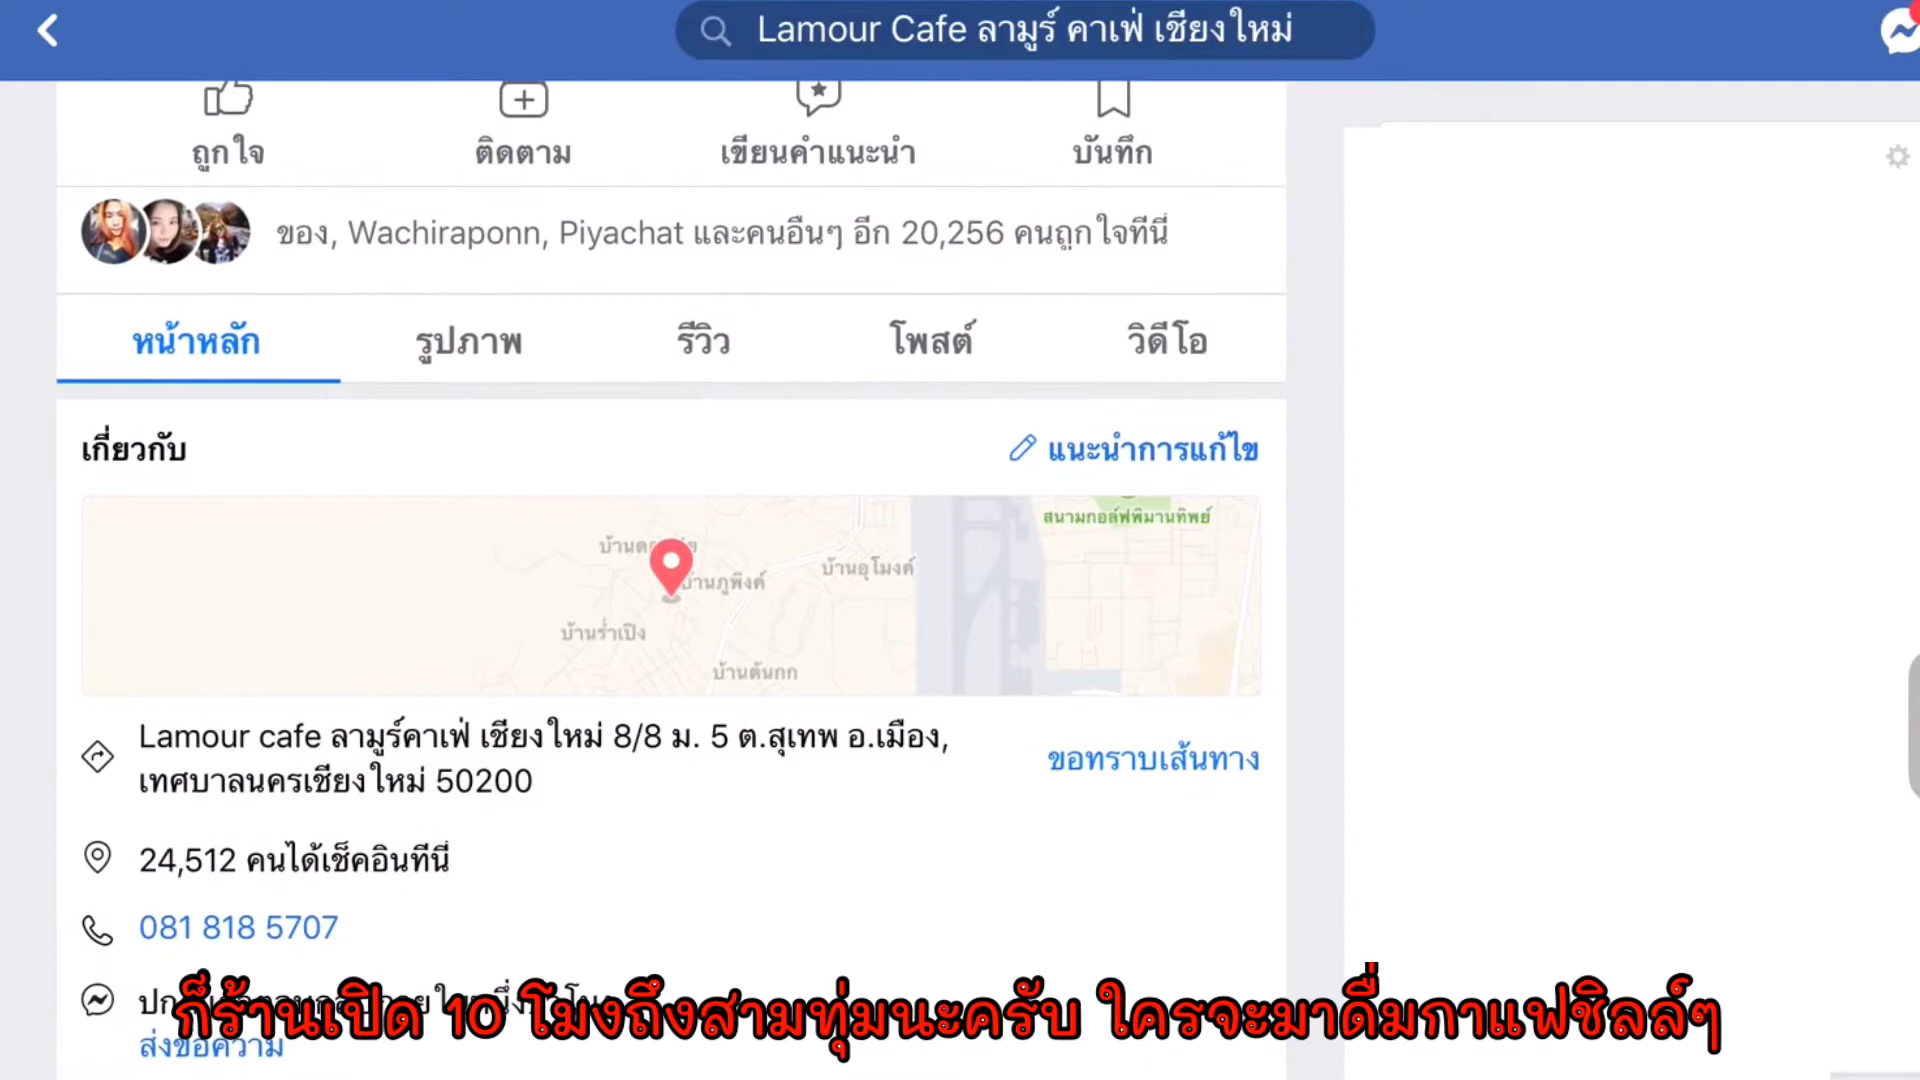 Lamour Cafe ลามูร์ คาเฟ่ เชียงใหม่
ถูกใจ
ติดตาม
เขียนคำแนะนำ
บันทึก
ของ, Wachiraponn, Piyachat และคนอื่นๆ อีก 20,256 คนถูกใจที่นี่
หน้าหลัก
รูปภาพ
รีวิว
โพสต์
วิดีโอ
เกี่ยวกับ
แนะนำการแก้ไข
สนามกอล์ฟพิมานทิพย์
บ้านอุโมงค์
บ้านภูพิงค์
บ้านร่ำเปิง
บ้านต้นกก
Lamour cafe ลามูร์คาเฟ่ เชียงใหม่ 8/8 ม. 5 ต.สุเทพ อ.เมือง,
เทศบาลนครเชียงใหม่ 50200
ขอทราบเส้นทาง
24,512 คนได้เช็คอินที่นี่
081 818 5707
ก็ร้านเปิด 10 โมงถึงสามทุ่มนะครับ ใครจะมาดื่มกาแฟชิลล์ๆ
ส่งข้อความ